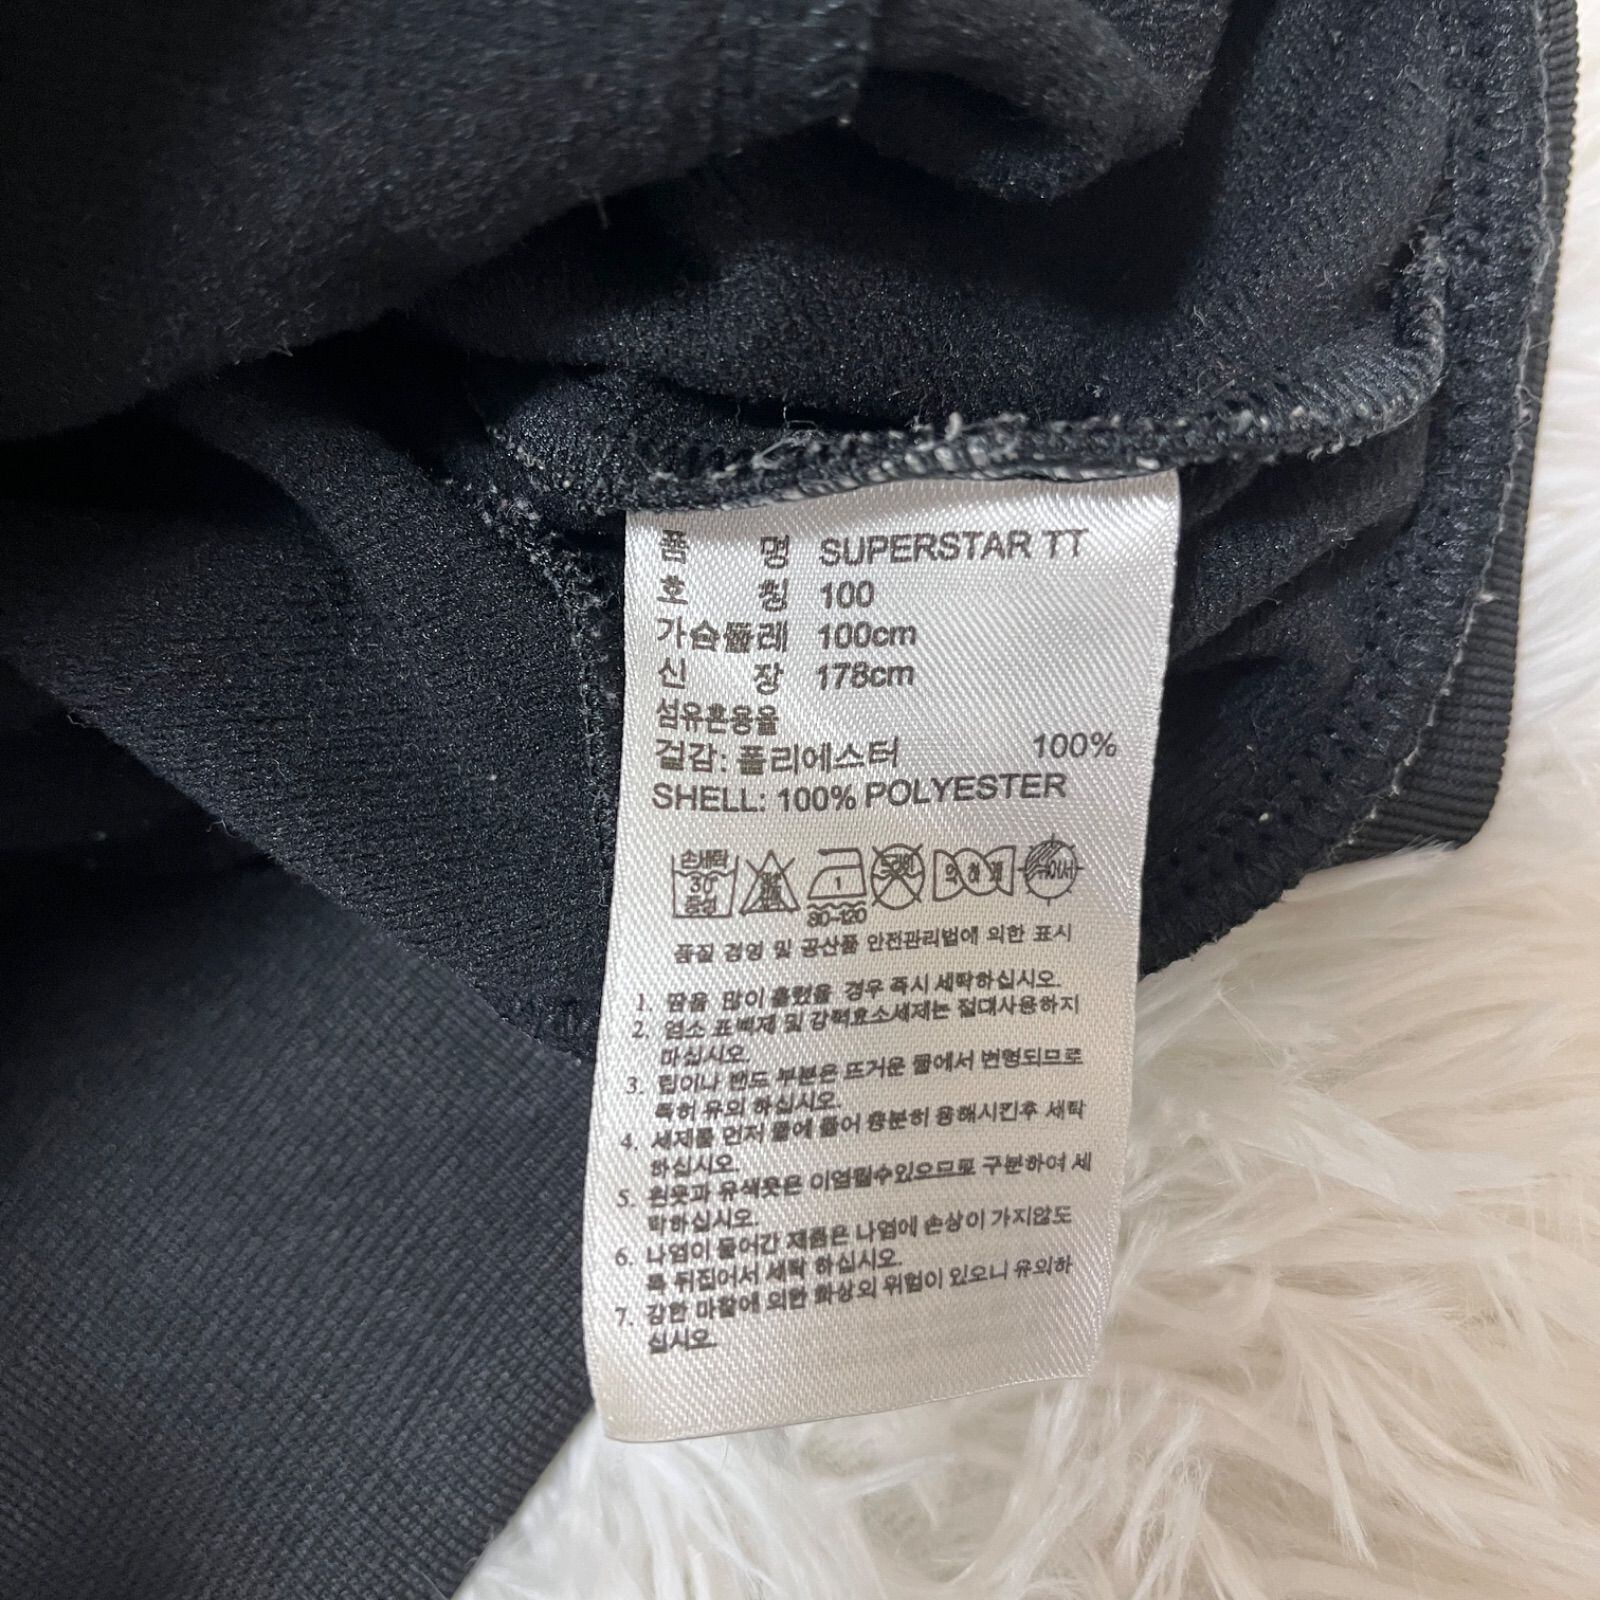 품 명 SUPERSTAR TT
호 칭 100
가슴둘레 100cm
신 장 178cm
섬유혼용율
겉감: 폴리에스터 100%
SHELL: 100% POLYESTER
손세탁
30
중성
1
80-120
드라이
약하게
뉘어서
품질 경영 및 공산품 안전관리법에 의한 표시
1. 땀을 많이 흘렸을 경우 즉시 세탁하십시오.
2. 염소 표백제 및 강력효소세제는 절대사용하지
마십시오.
3. 립이나 밴드 부분은 뜨거운 물에서 변형되므로
특허 유의 하십시오.
4. 세제를 먼저 물에 풀어 충분히 용해시킨후 세탁
하십시오.
5. 흰옷과 유색옷은 이염될수있으므로 구분하여 세
탁하십시오.
6. 나염이 들어간 제품은 나염에 손상이 가지않도
록 뒤집어서 세탁 하십시오.
7. 강한 마찰에 의한 화상의 위험이 있으니 유의하
십시오.